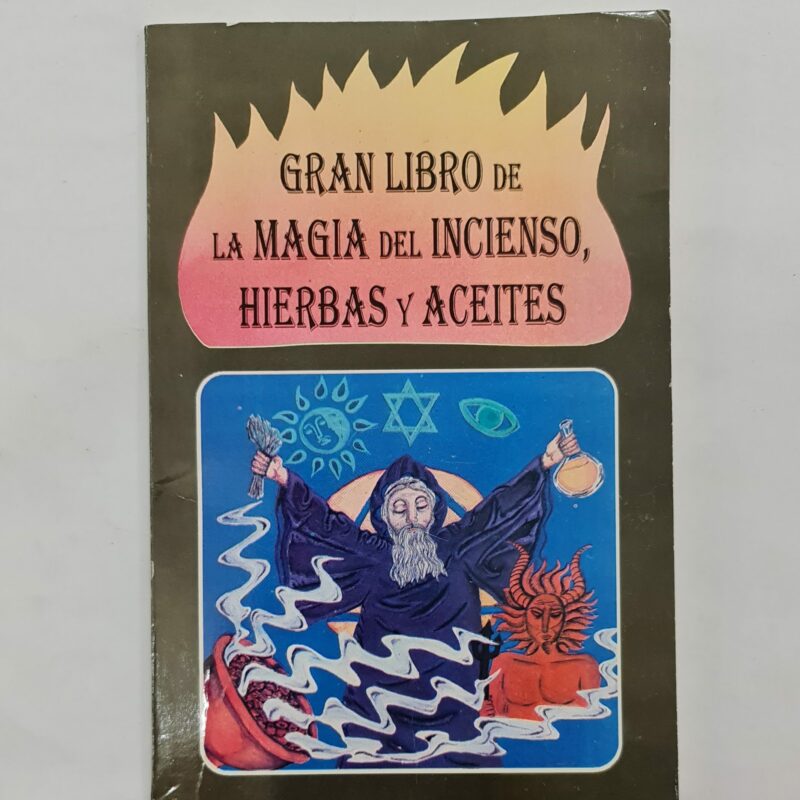 GRAN LIBRO DE
LA MAGIA DEL INCIENSO,
HIERBAS Y ACEITES